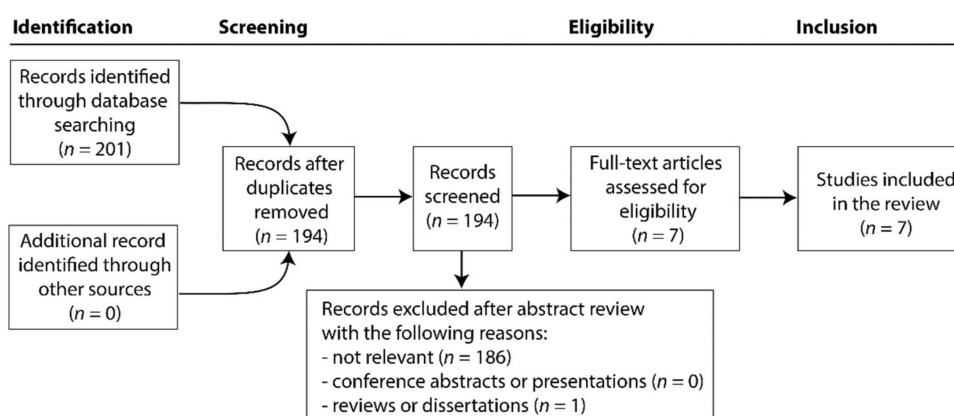 Identification
Screening
Eligibility
Inclusion
Records identified
through database
searching
(n = 201)
Additional record
identified through
other sources
(n = 0)
Records after
duplicates
removed
(n = 194)
Records
screened
(n = 194)
Records excluded after abstract review
with the following reasons:
- not relevant (n = 186)
- conference abstracts or presentations (n = 0)
- reviews or dissertations (n = 1)
Full-text articles
assessed for
eligibility
(n = 7)
Studies included
in the review
(n = 7)